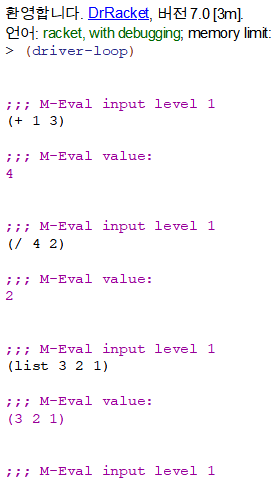 환영합니다. DrRacket, 버전 7.0 [3m].
언어: racket, with debugging; memory limit:
> (driver-loop)
;;; M-Eval input level 1
(+ 1 3)
;;; M-Eval value:
4
;;; M-Eval input level 1
(/ 4 2)
;;; M-Eval value:
2
;;; M-Eval input level 1
(list 3 2 1)
;;; M-Eval value:
(3 2 1)
;;; M-Eval input level 1